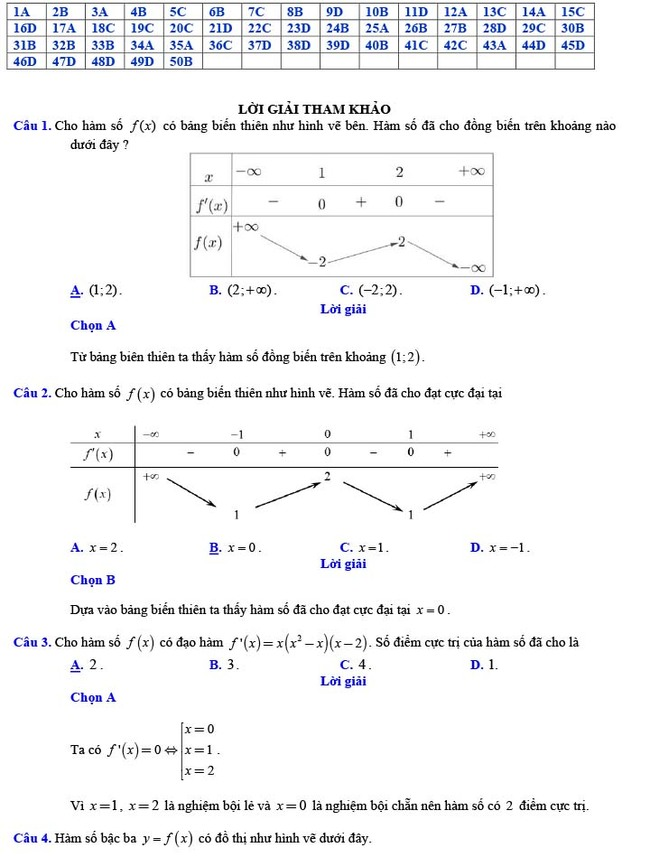 1A 2B 3A 4B 5C 6B 7C 8B 9D 10B 11D 12A 13C 14A 15C
16D 17A 18C 19C 20C 21D 22C 23D 24B 25A 26B 27B 28D 29C 30B
31B 32B 33B 34A 35A 36C 37D 38D 39D 40B 41C 42C 43A 44D 45D
46D 47D 48D 49D 50B
LỜI GIẢI THAM KHẢO
Câu 1. Cho hàm số f(x) có bảng biến thiên như hình vẽ bên. Hàm số đã cho đồng biến trên khoảng nào
dưới đây ?
x −∞ 1 2 +∞
f'(x) − 0 + 0 −
+∞
f(x) −2
−2 −∞
A. (1;2). B. (2;+∞). C. (−2;2). D. (−1;+∞).
Lời giải
Chọn A
Từ bảng biên thiên ta thấy hàm số đồng biến trên khoảng (1;2).
Câu 2. Cho hàm số f(x) có bảng biến thiên như hình vẽ. Hàm số đã cho đạt cực đại tại
x −∞ −1 0 1 +∞
f'(x) − 0 + 0 − 0 +
+∞ 2 +∞
f(x)
1 1
A. x = 2. B. x = 0. C. x = 1. D. x = −1.
Lời giải
Chọn B
Dựa vào bảng biến thiên ta thấy hàm số đã cho đạt cực đại tại x = 0.
Câu 3. Cho hàm số f(x) có đạo hàm f'(x) = x(x² − x)(x − 2). Số điểm cực trị của hàm số đã cho là
A. 2. B. 3. C. 4. D. 1.
Lời giải
Chọn A
x = 0
Ta có f'(x) = 0 ⇔ x = 1.
x = 2
Vì x = 1, x = 2 là nghiệm bội lẻ và x = 0 là nghiệm bội chẵn nên hàm số có 2 điểm cực trị.
Câu 4. Hàm số bậc ba y = f(x) có đồ thị như hình vẽ dưới đây.